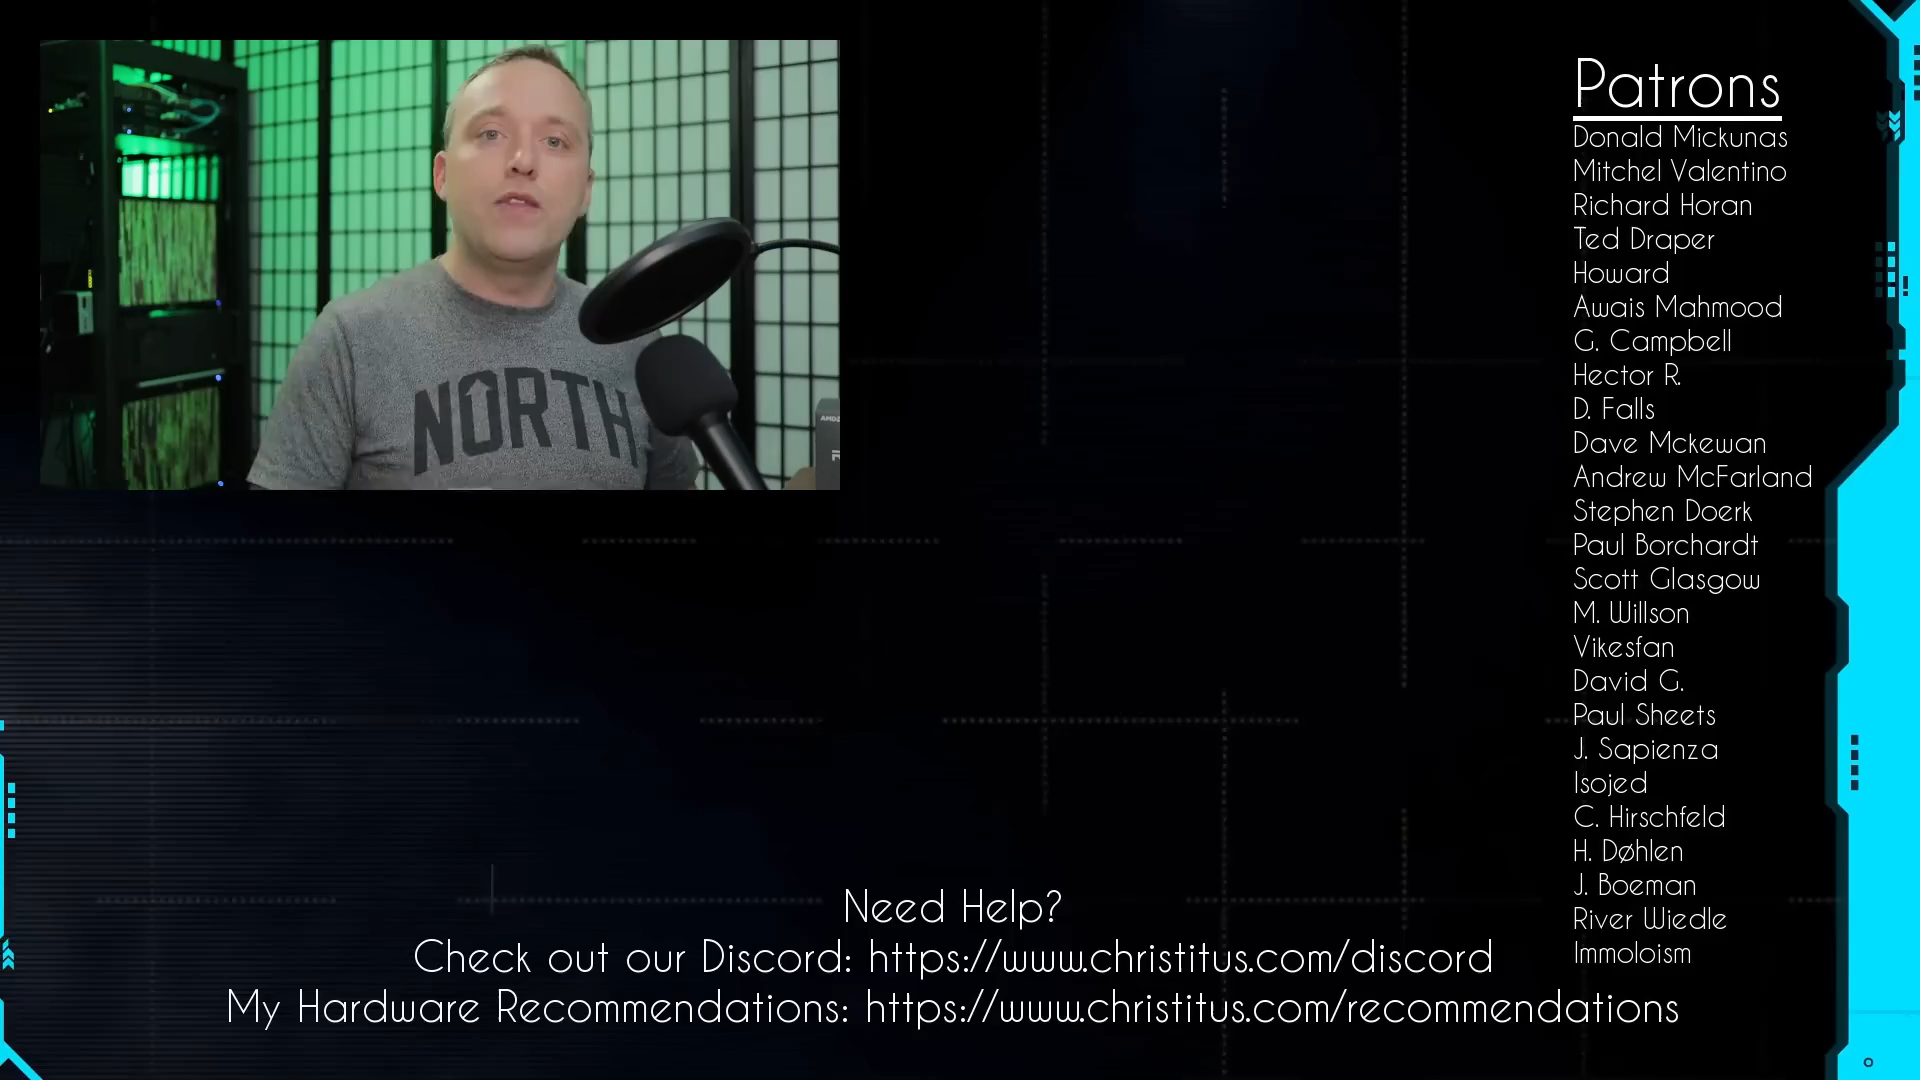 NORTH
AMD
Patrons
Donald Mickunas
Mitchel Valentino
Richard Horan
Ted Draper
Howard
Awais Mahmood
G. Campbell
Hector R.
D. Falls
Dave Mckewan
Andrew McFarland
Stephen Doerk
Paul Borchardt
Scott Glasgow
M. Willson
Vikesfan
David G.
Paul Sheets
J. Sapienza
Isojed
C. Hirschfeld
H. Døhlen
J. Boeman
River Wiedle
Immoloism
Need Help?
Check out our Discord: https://www.christitus.com/discord
My Hardware Recommendations: https://www.christitus.com/recommendations